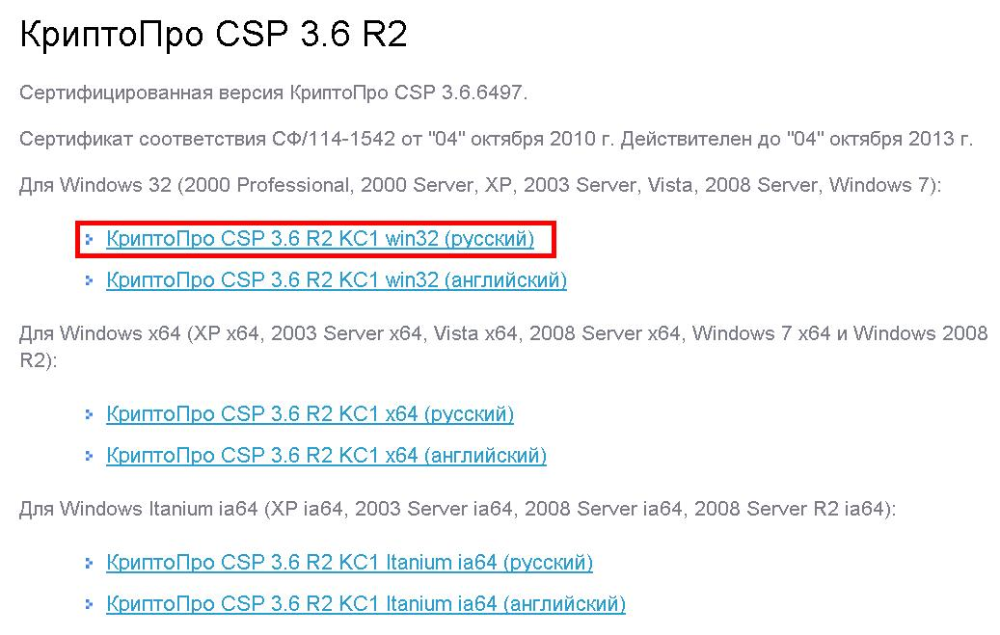 КриптоПро CSP 3.6 R2
Сертифицированная версия КриптоПро CSP 3.6.6497.
Сертификат соответствия СФ/114-1542 от "04" октября 2010 г. Действителен до "04" октября 2013 г.
Для Windows 32 (2000 Professional, 2000 Server, XP, 2003 Server, Vista, 2008 Server, Windows 7):
КриптоПро CSP 3.6 R2 КС1 win32 (русский)
КриптоПро CSP 3.6 R2 КС1 win32 (английский)
Для Windows x64 (XP x64, 2003 Server x64, Vista x64, 2008 Server x64, Windows 7 x64 и Windows 2008
R2):
КриптоПро CSP 3.6 R2 КС1 x64 (русский)
КриптоПро CSP 3.6 R2 КС1 x64 (английский)
Для Windows Itanium ia64 (XP ia64, 2003 Server ia64, 2008 Server ia64, 2008 Server R2 ia64):
КриптоПро CSP 3.6 R2 КС1 Itanium ia64 (русский)
КриптоПро CSP 3.6 R2 КС1 Itanium ia64 (английский)